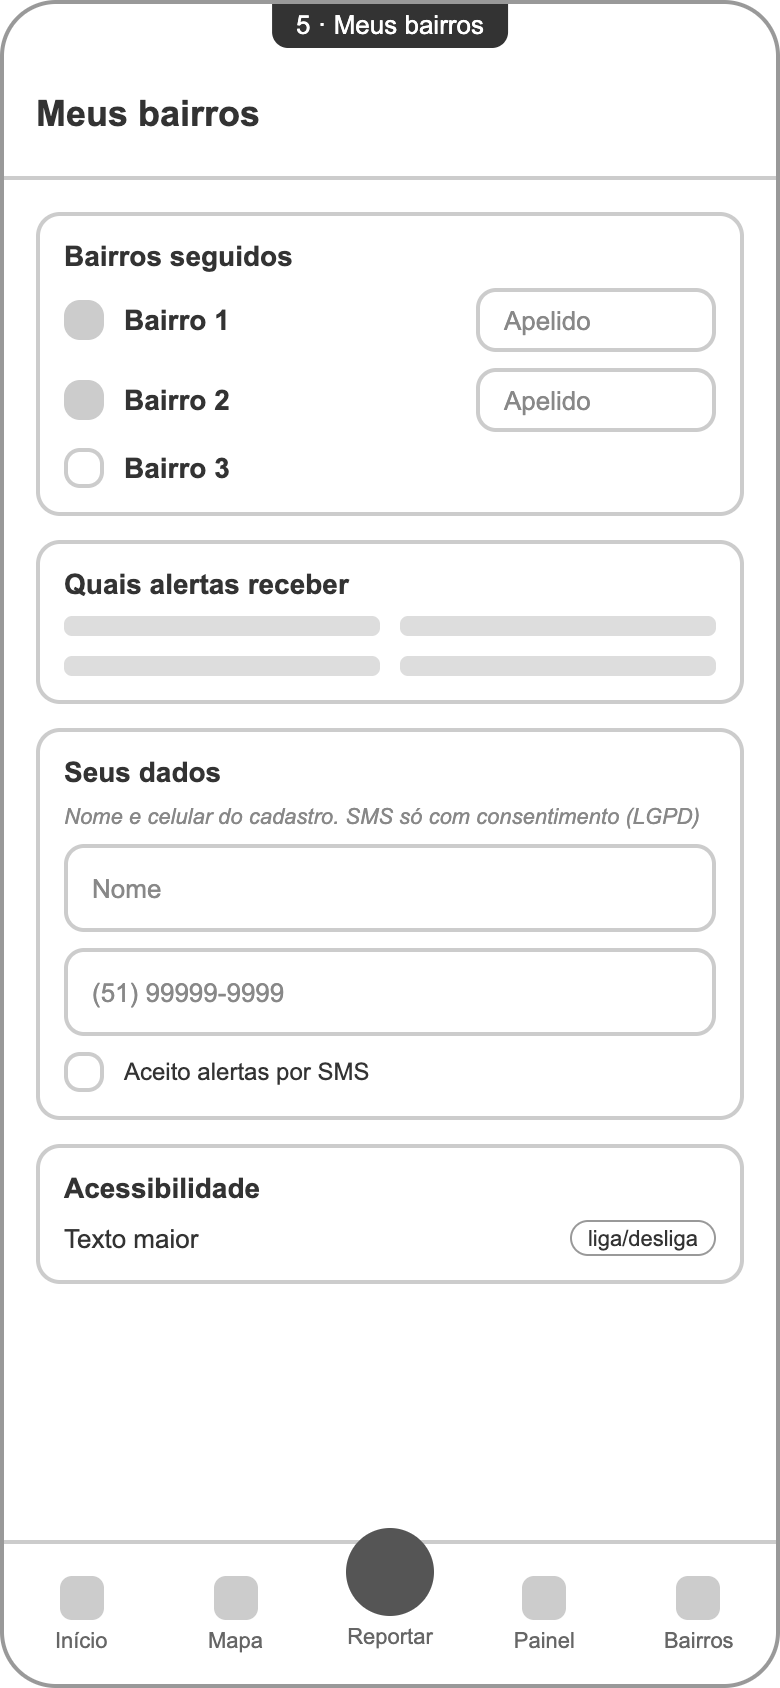 5 · Meus bairros
Meus bairros
Bairros seguidos
Bairro 1
Apelido
Bairro 2
Apelido
Bairro 3
Quais alertas receber
Seus dados
Nome e celular do cadastro. SMS só com consentimento (LGPD)
Nome
(51) 99999-9999
Aceito alertas por SMS
Acessibilidade
Texto maior
liga/desliga
Início
Mapa
Reportar
Painel
Bairros